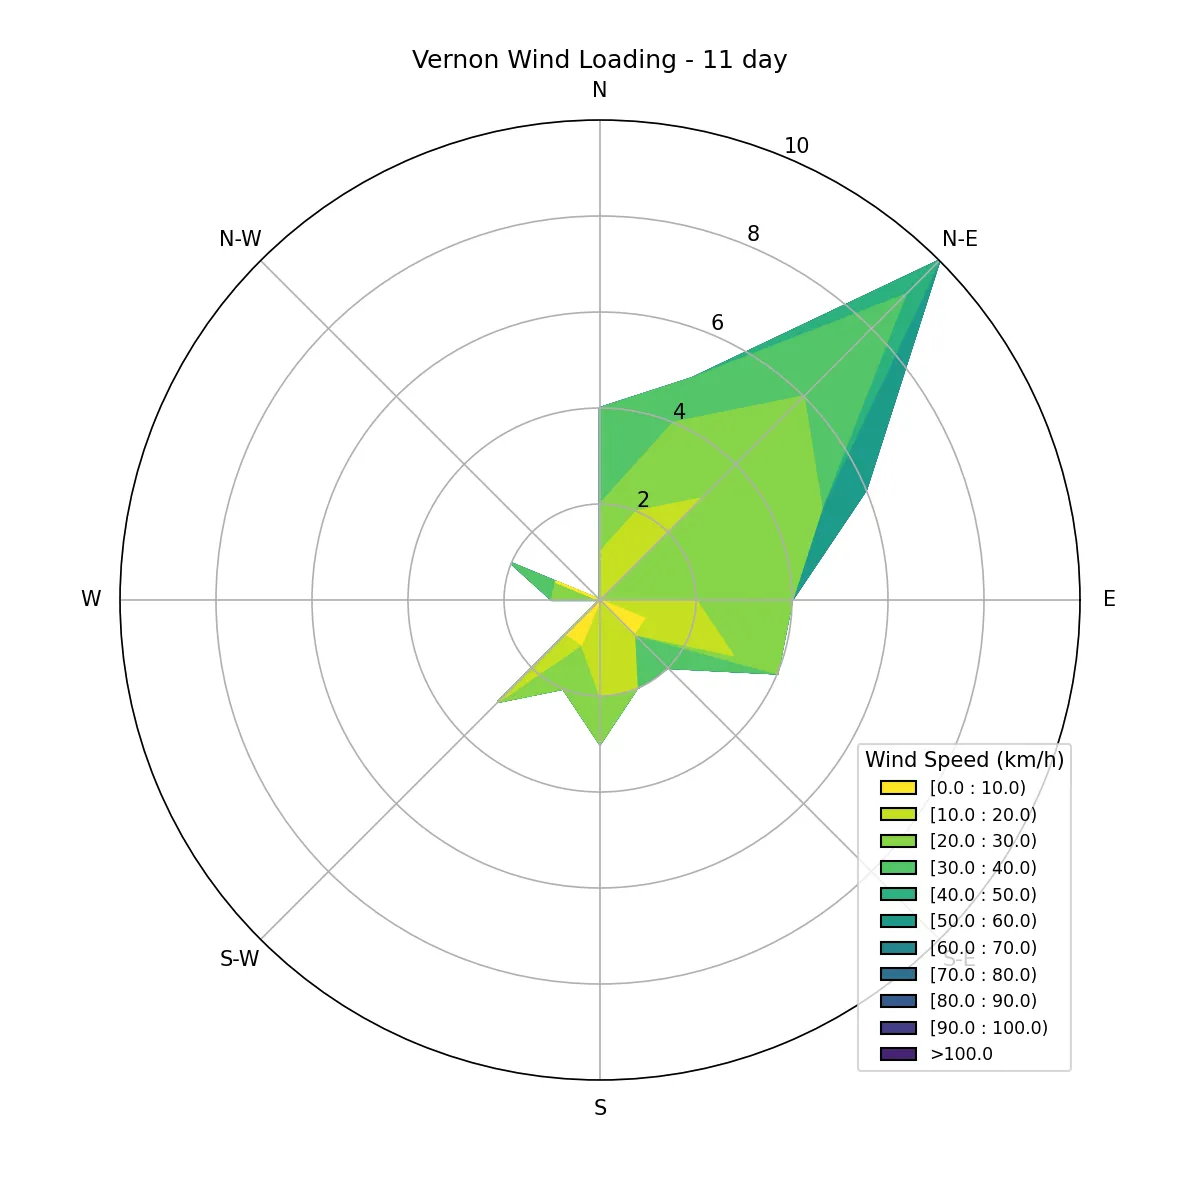 Vernon Wind Loading - 11 day
N
10
N-W
8
N-E
6
4
2
W
E
Wind Speed (km/h)
[0.0 : 10.0)
[10.0 : 20.0)
[20.0 : 30.0)
[30.0 : 40.0)
[40.0 : 50.0)
[50.0 : 60.0)
[60.0 : 70.0)
[70.0 : 80.0)
[80.0 : 90.0)
[90.0 : 100.0)
>100.0
S-W
S-E
S